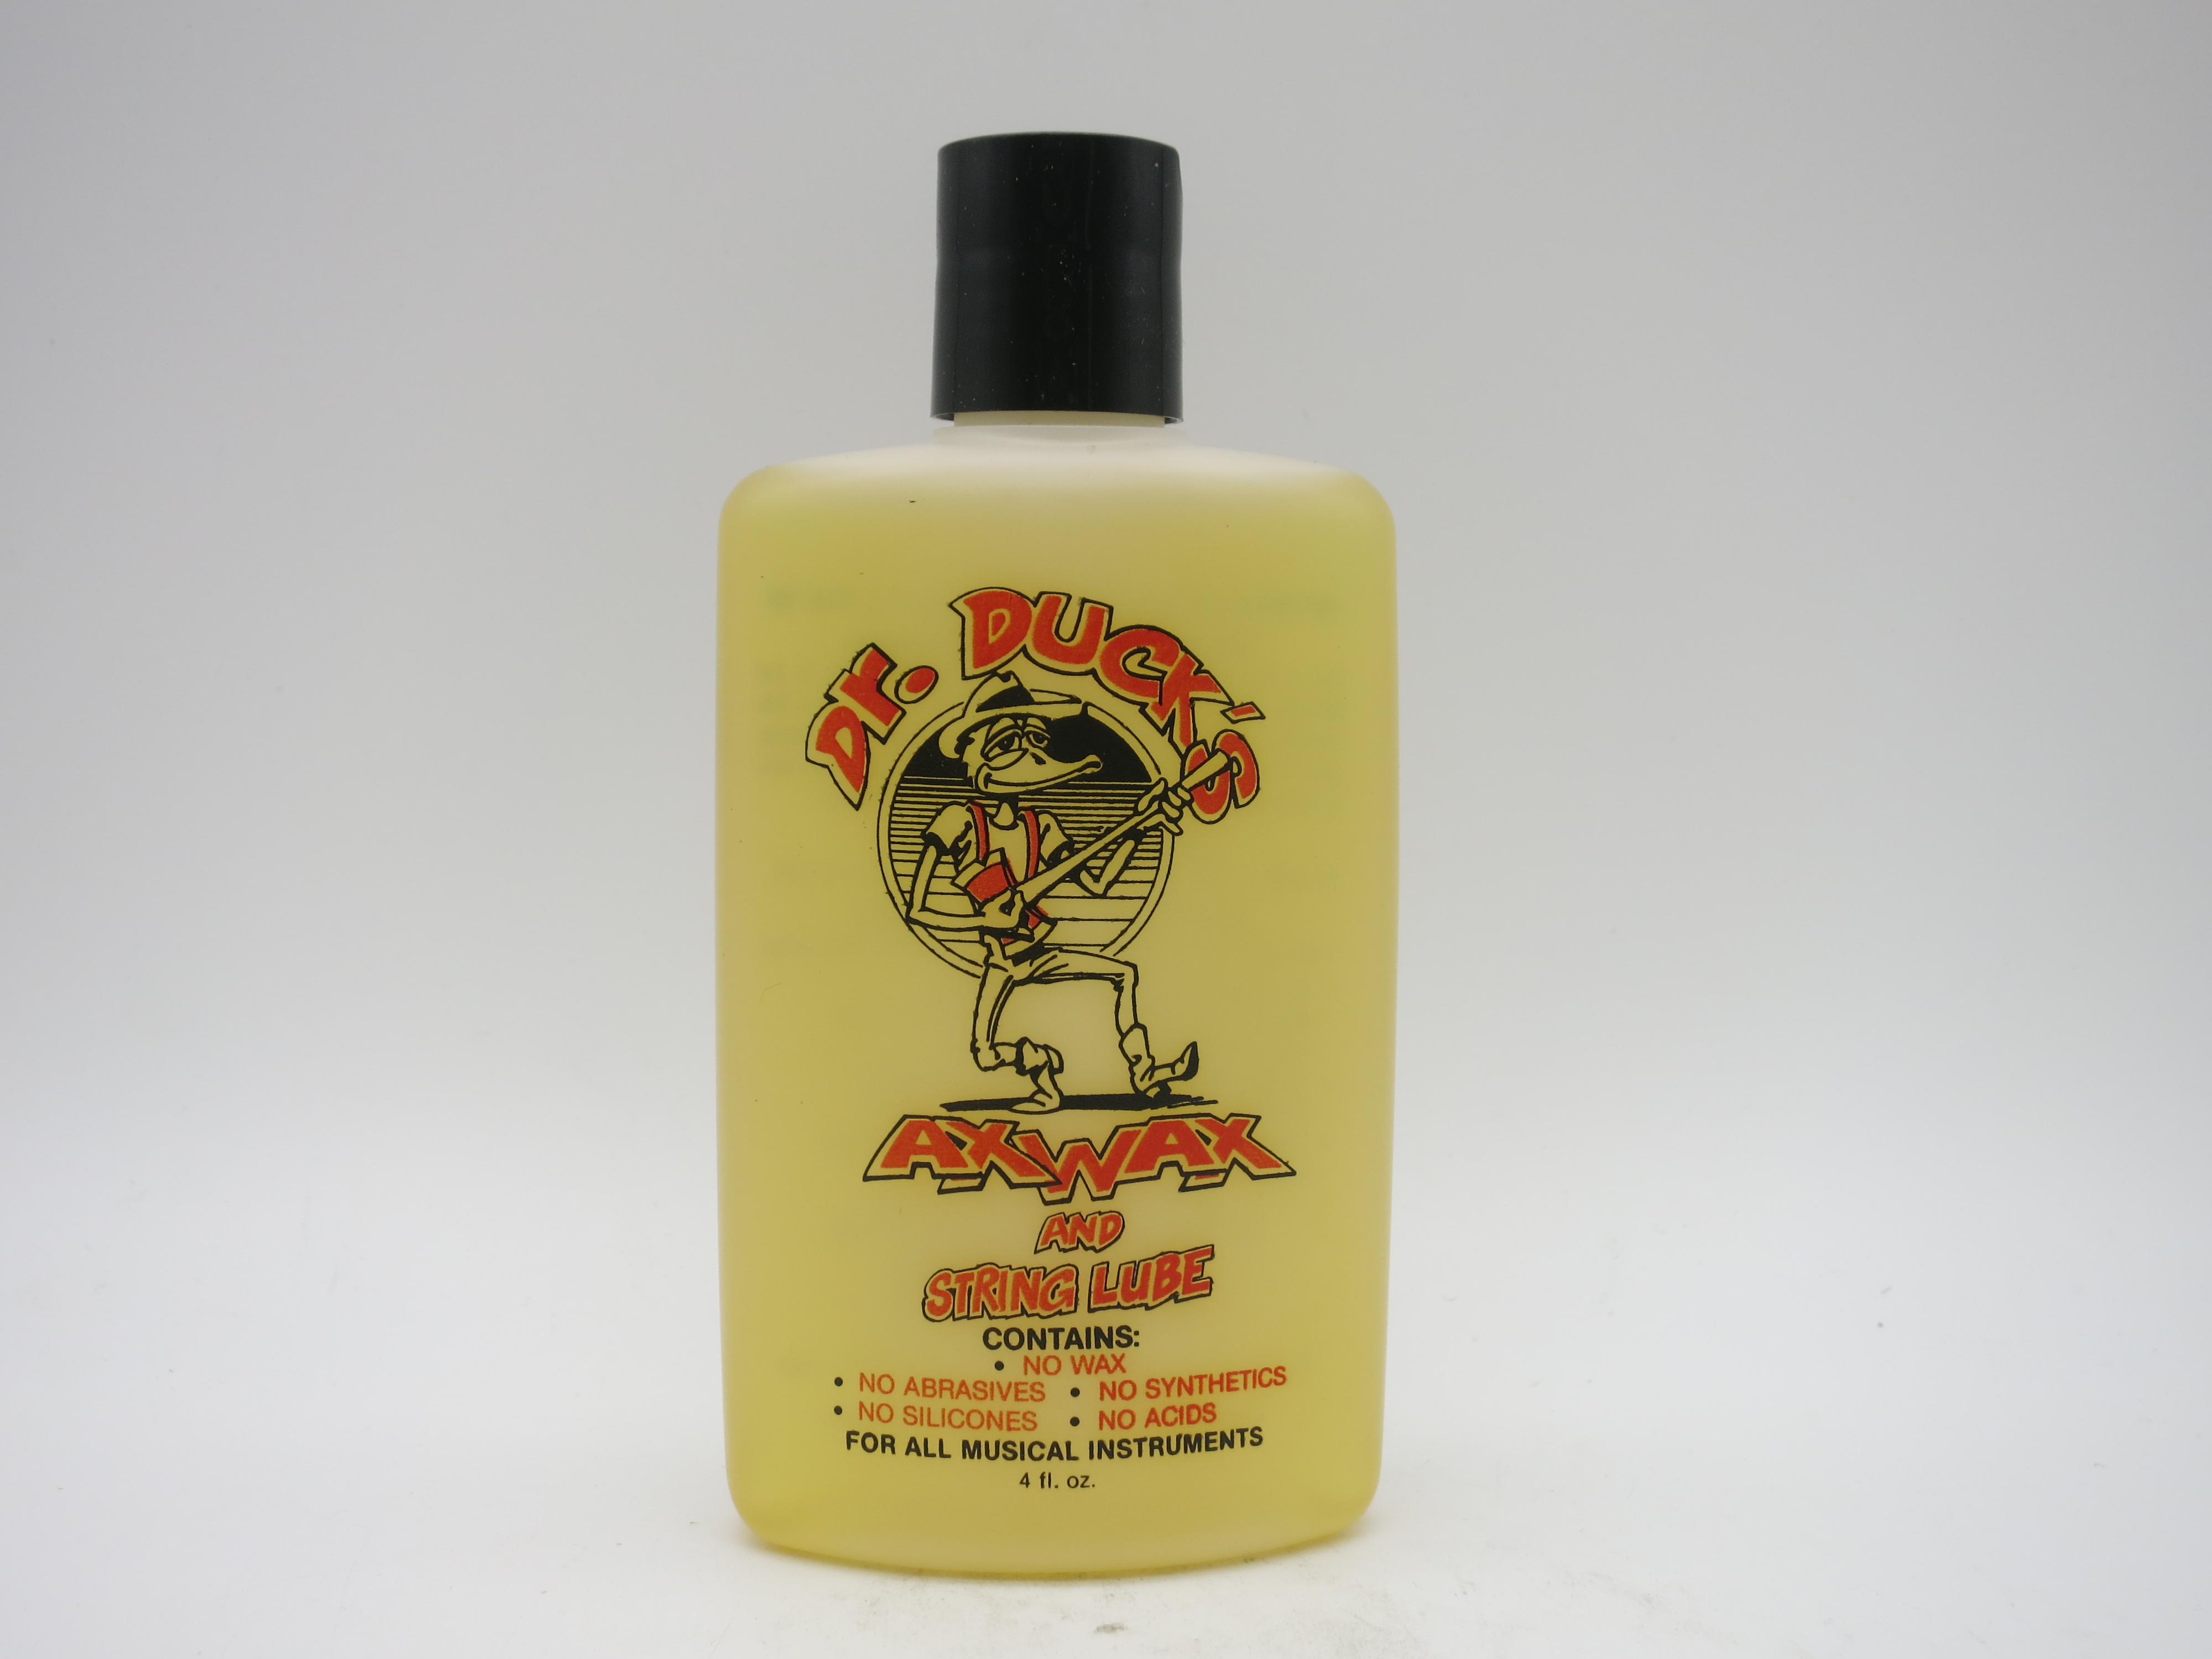 Dr. DUCK'S
AXWAX
AND
STRING LUBE
CONTAINS:
• NO WAX
• NO ABRASIVES • NO SYNTHETICS
• NO SILICONES • NO ACIDS
FOR ALL MUSICAL INSTRUMENTS
4 fl. oz.